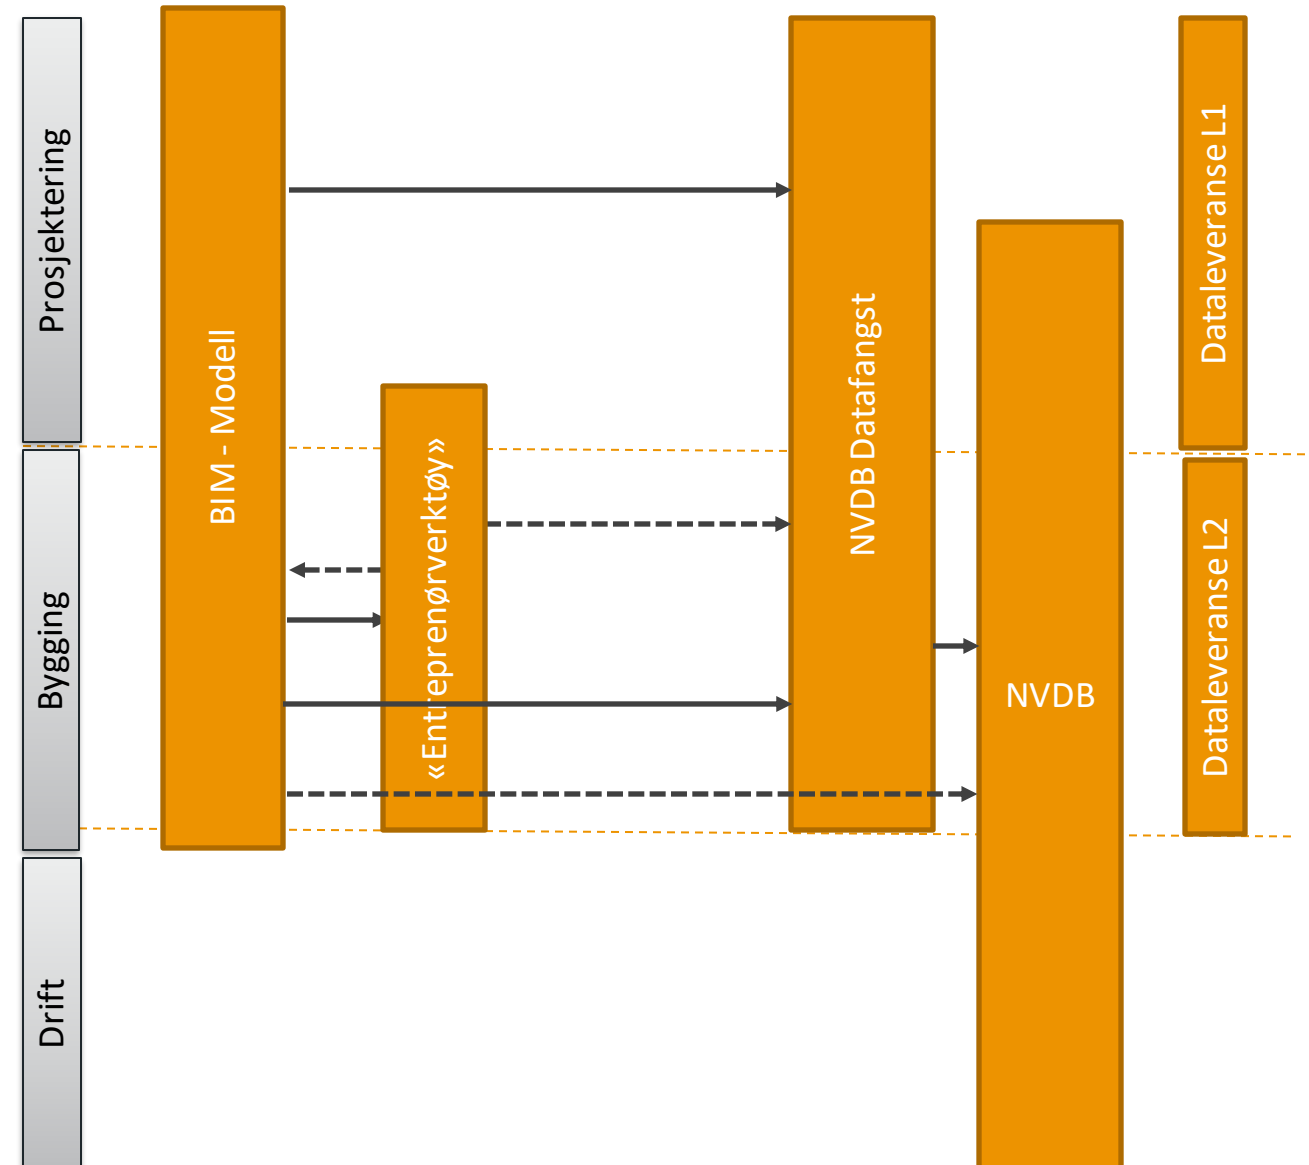 Prosjektering
Bygging
Drift
BIM - Modell
«Entreprenørverktøy»
NVDB Datafangst
NVDB
Dataleveranse L1
Dataleveranse L2